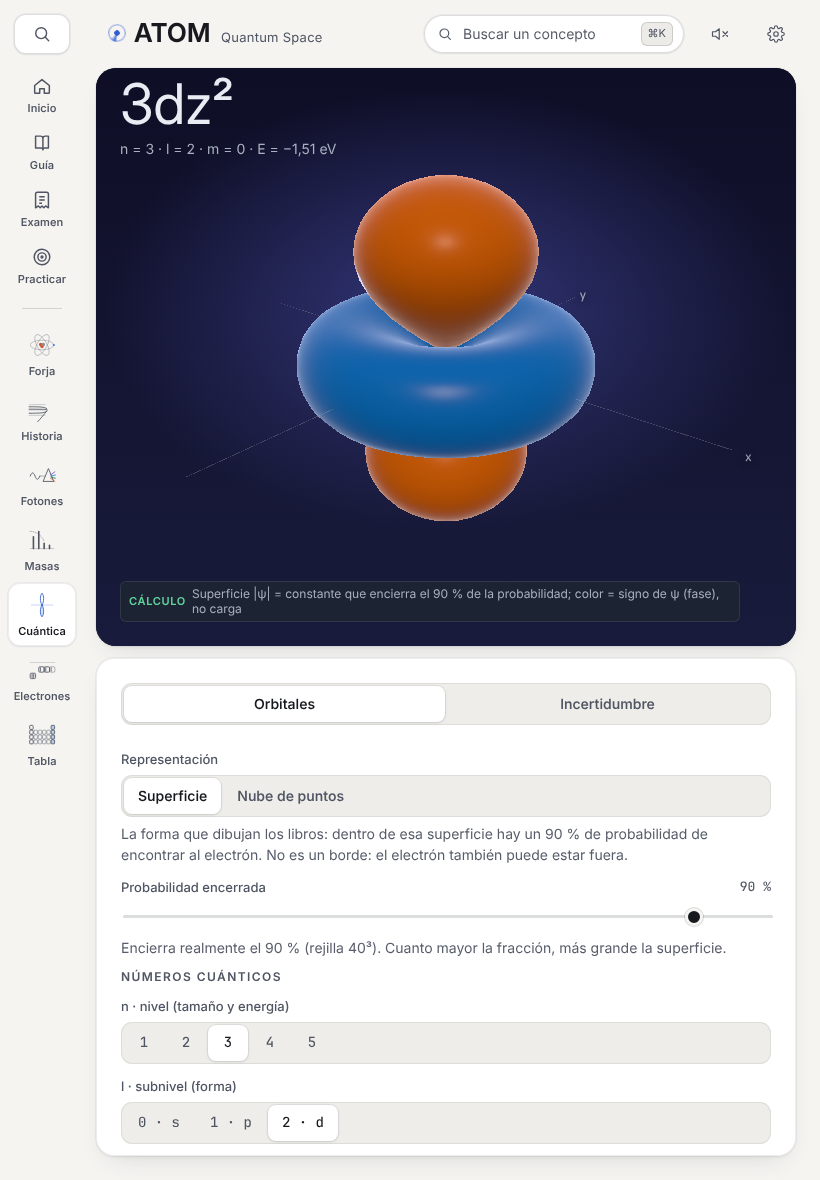 ATOM Quantum Space
Buscar un concepto ⌘K
Inicio
Guía
Examen
Practicar
Forja
Historia
Fotones
Masas
Cuántica
Electrones
Tabla
3dz²
n = 3 · l = 2 · m = 0 · E = −1,51 eV
y
x
CÁLCULO Superficie |ψ| = constante que encierra el 90 % de la probabilidad; color = signo de ψ (fase),
no carga
Orbitales Incertidumbre
Representación
Superficie Nube de puntos
La forma que dibujan los libros: dentro de esa superficie hay un 90 % de probabilidad de
encontrar al electrón. No es un borde: el electrón también puede estar fuera.
Probabilidad encerrada 90 %
Encierra realmente el 90 % (rejilla 40³). Cuanto mayor la fracción, más grande la superficie.
NÚMEROS CUÁNTICOS
n · nivel (tamaño y energía)
1 2 3 4 5
l · subnivel (forma)
0 · s 1 · p 2 · d